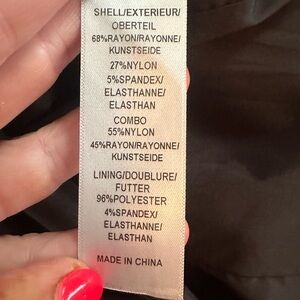 SHELL/EXTERIEUR/
OBERTEIL
68%RAYON/RAYONNE/
KUNSTSEIDE
27%NYLON
5%SPANDEX/
ELASTHANNE/
ELASTHAN
COMBO
55%NYLON
45%RAYON/RAYONNE/
KUNSTSEIDE
LINING/DOUBLURE/
FUTTER
96%POLYESTER
4%SPANDEX/
ELASTHANNE/
ELASTHAN
MADE IN CHINA